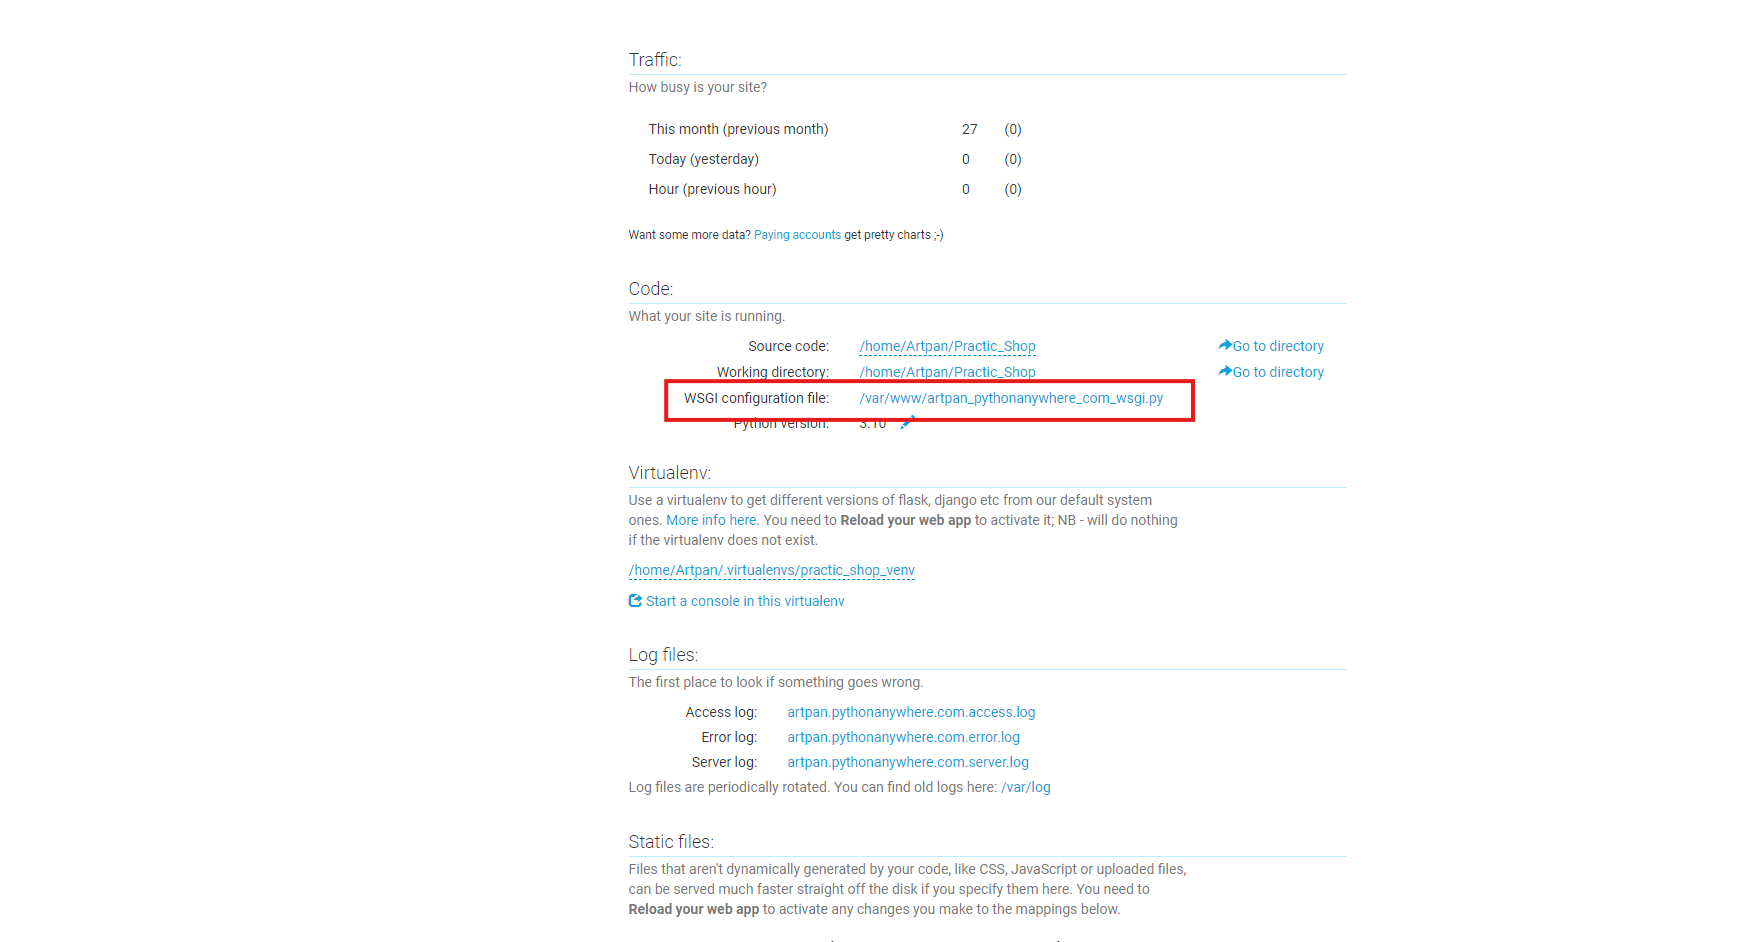 Traffic:
How busy is your site?
This month (previous month) 27 (0)
Today (yesterday) 0 (0)
Hour (previous hour) 0 (0)
Want some more data? Paying accounts get pretty charts ;-)
Code:
What your site is running.
Source code: /home/Artpan/Practic_Shop Go to directory
Working directory: /home/Artpan/Practic_Shop Go to directory
WSGI configuration file: /var/www/artpan_pythonanywhere_com_wsgi.py
Python version: 3.10
Virtualenv:
Use a virtualenv to get different versions of flask, django etc from our default system
ones. More info here. You need to Reload your web app to activate it; NB - will do nothing
if the virtualenv does not exist.
/home/Artpan/.virtualenvs/practic_shop_venv
Start a console in this virtualenv
Log files:
The first place to look if something goes wrong.
Access log: artpan.pythonanywhere.com.access.log
Error log: artpan.pythonanywhere.com.error.log
Server log: artpan.pythonanywhere.com.server.log
Log files are periodically rotated. You can find old logs here: /var/log
Static files:
Files that aren't dynamically generated by your code, like CSS, JavaScript or uploaded files,
can be served much faster straight off the disk if you specify them here. You need to
Reload your web app to activate any changes you make to the mappings below.